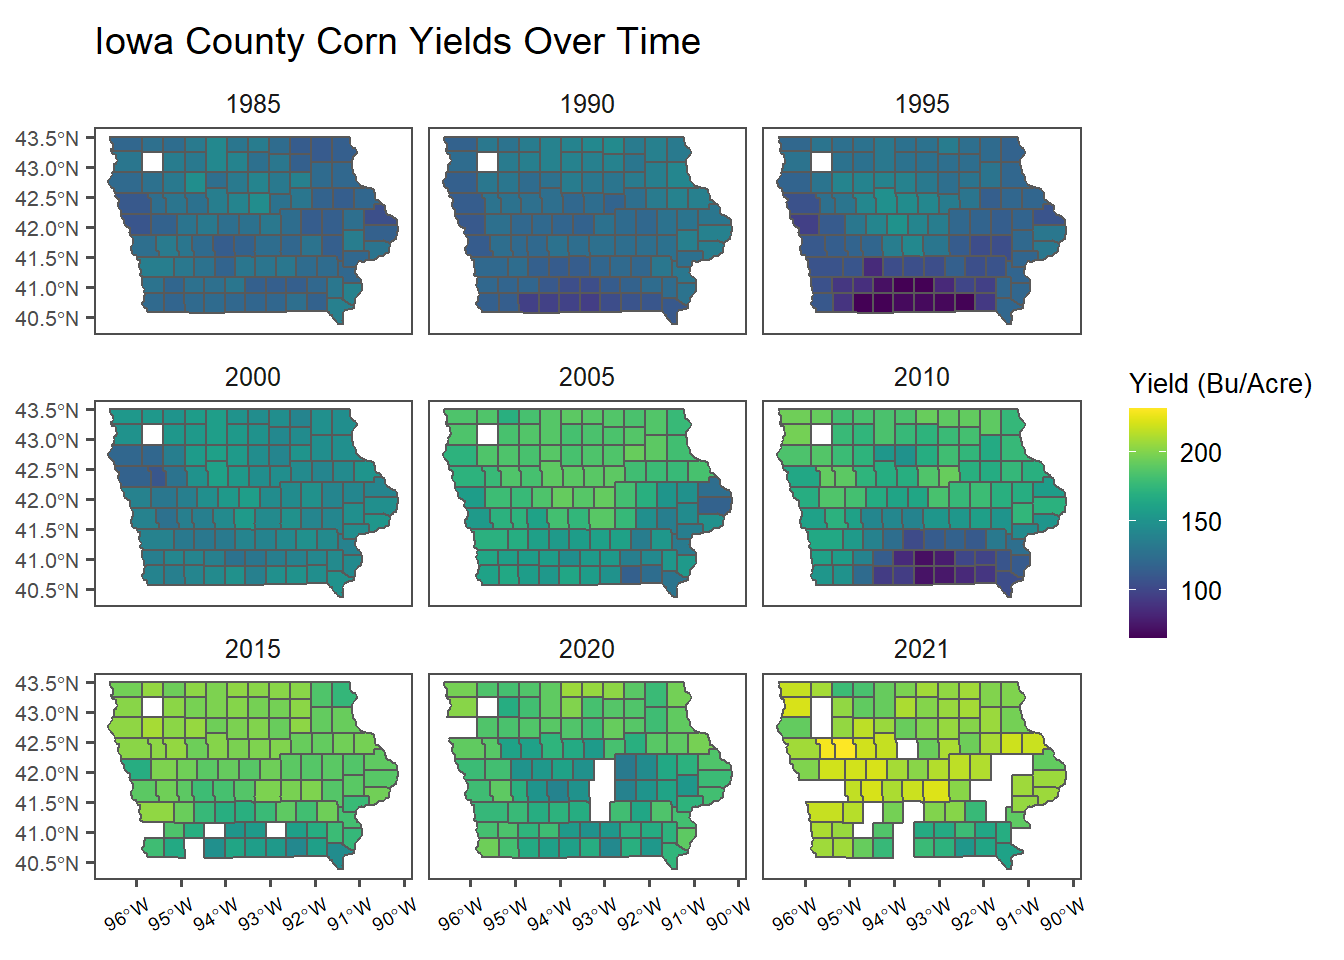 Iowa County Corn Yields Over Time
1985 1990 1995
43.5°N
43.0°N
42.5°N
42.0°N
41.5°N
41.0°N
40.5°N
2000 2005 2010
43.5°N
43.0°N
42.5°N
42.0°N
41.5°N
41.0°N
40.5°N
Yield (Bu/Acre)
200
150
100
2015 2020 2021
43.5°N
43.0°N
42.5°N
42.0°N
41.5°N
41.0°N
40.5°N
96°W 95°W 94°W 93°W 92°W 91°W 90°W 96°W 95°W 94°W 93°W 92°W 91°W 90°W 96°W 95°W 94°W 93°W 92°W 91°W 90°W